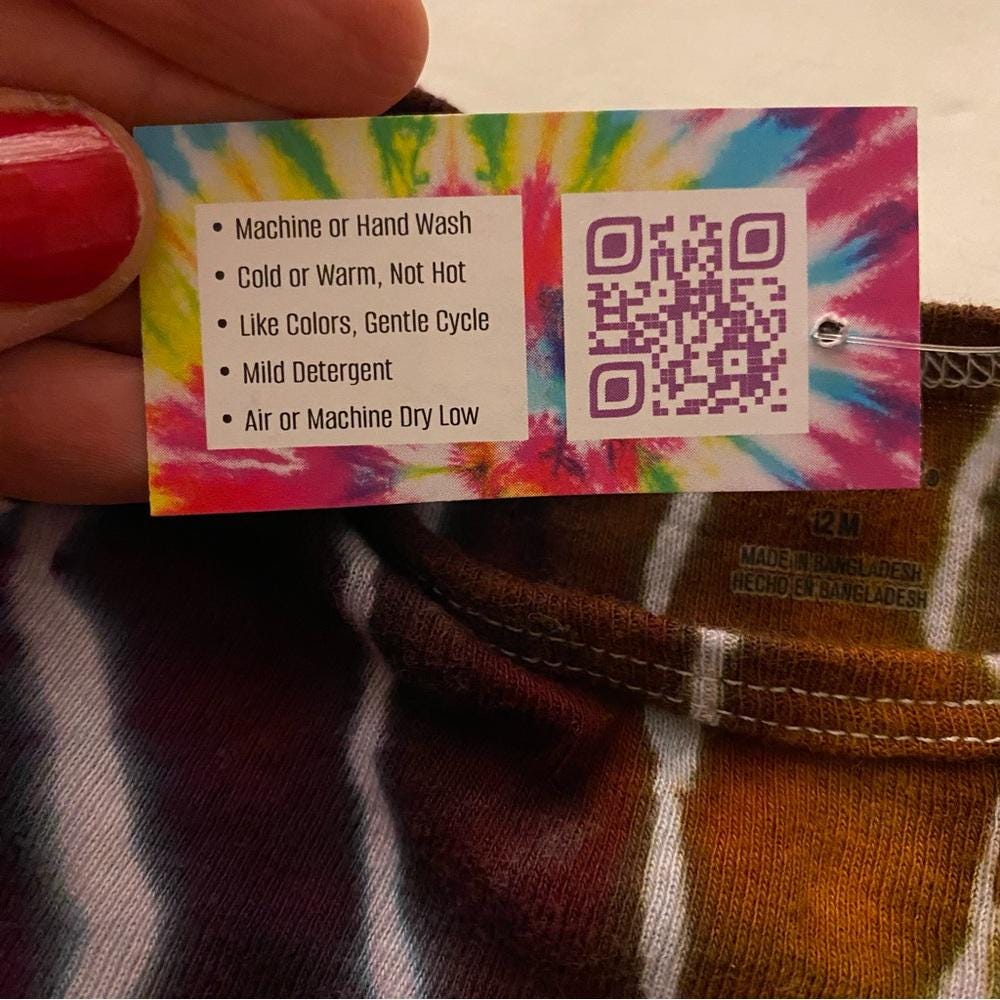 • Machine or Hand Wash
• Cold or Warm, Not Hot
• Like Colors, Gentle Cycle
• Mild Detergent
• Air or Machine Dry Low
12M
MADE IN BANGLADESH
HECHO EN BANGLADESH